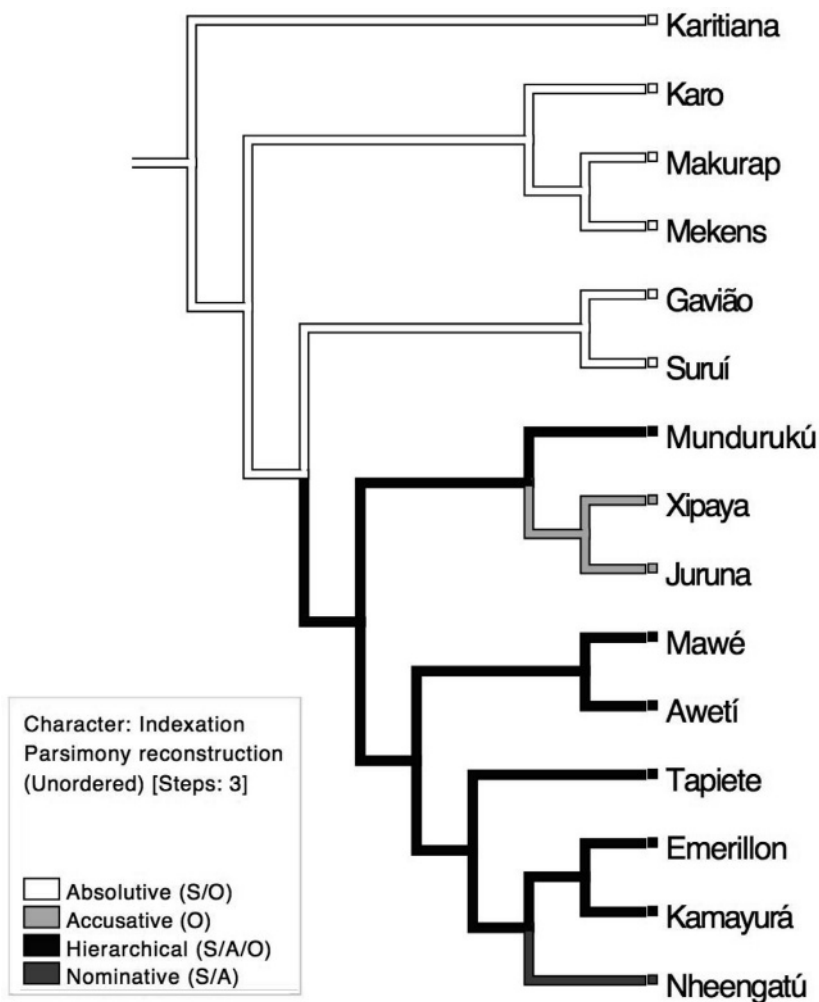 Karitiana
Karo
Makurap
Mekens
Gavião
Suruí
Mundurukú
Xipaya
Juruna
Mawé
Awetí
Tapiete
Emerillon
Kamayurá
Nheengatú
Character: Indexation
Parsimony reconstruction
(Unordered) [Steps: 3]
Absolutive (S/O)
Accusative (O)
Hierarchical (S/A/O)
Nominative (S/A)